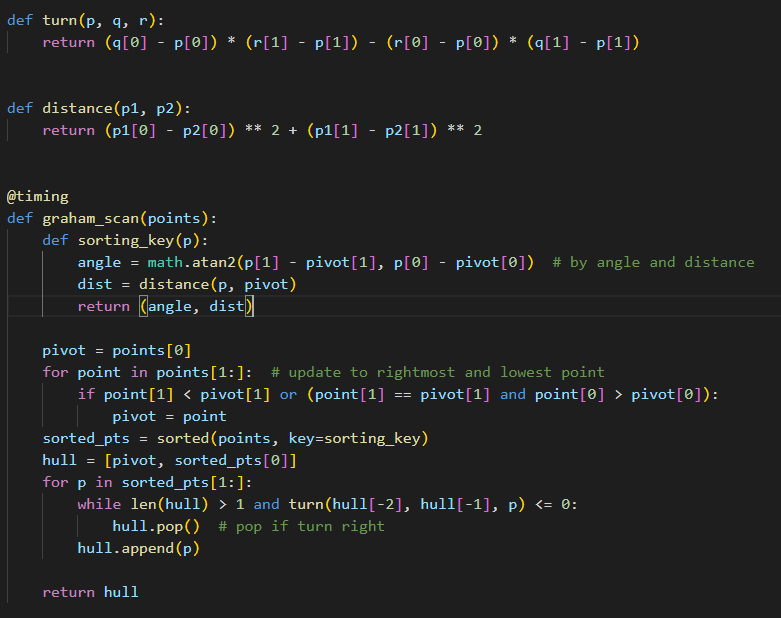 def turn(p, q, r):
    return (q[0] - p[0]) * (r[1] - p[1]) - (r[0] - p[0]) * (q[1] - p[1])
def distance(p1, p2):
    return (p1[0] - p2[0]) ** 2 + (p1[1] - p2[1]) ** 2
@timing
def graham_scan(points):
    def sorting_key(p):
        angle = math.atan2(p[1] - pivot[1], p[0] - pivot[0])  # by angle and distance
        dist = distance(p, pivot)
        return (angle, dist)
    pivot = points[0]
    for point in points[1:]:  # update to rightmost and lowest point
        if point[1] < pivot[1] or (point[1] == pivot[1] and point[0] > pivot[0]):
            pivot = point
    sorted_pts = sorted(points, key=sorting_key)
    hull = [pivot, sorted_pts[0]]
    for p in sorted_pts[1:]:
        while len(hull) > 1 and turn(hull[-2], hull[-1], p) <= 0:
            hull.pop()  # pop if turn right
        hull.append(p)
    return hull